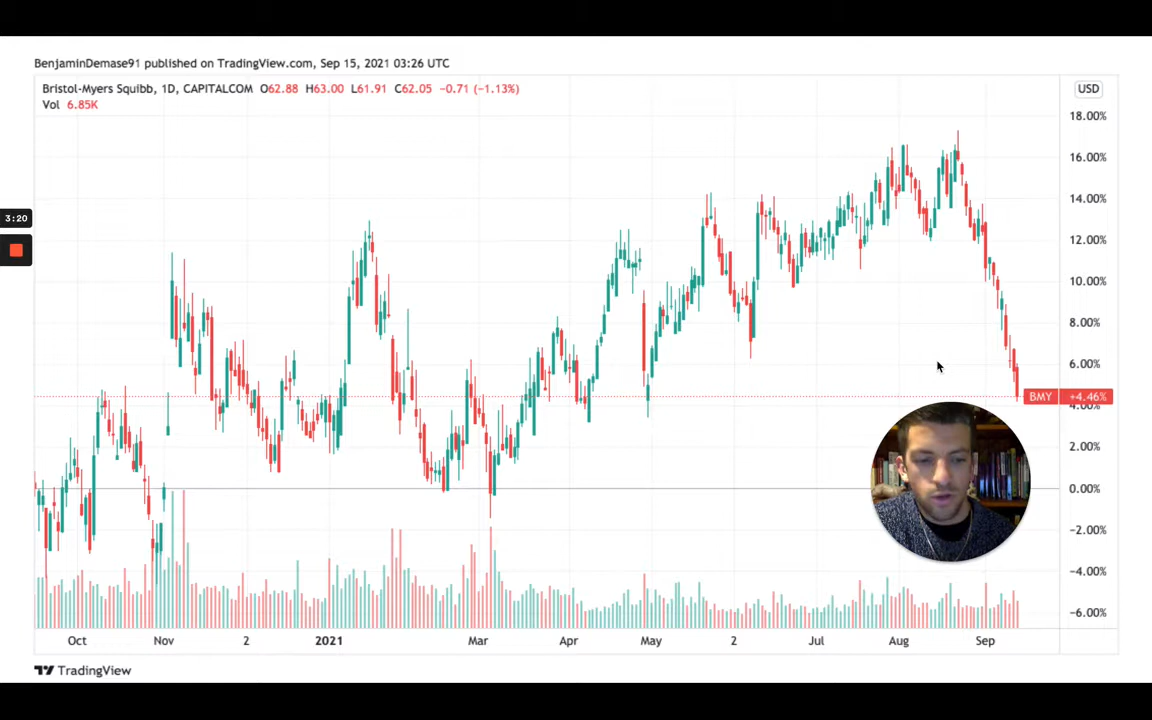 BenjaminDemase91 published on TradingView.com, Sep 15, 2021 03:26 UTC
Bristol-Myers Squibb, 1D, CAPITALCOM O62.88 H63.00 L61.91 C62.05 −0.71 (−1.13%)
USD
Vol 6.85K
18.00%
16.00%
3:20
14.00%
12.00%
10.00%
8.00%
6.00%
BMY +4.46%
4.00%
2.00%
0.00%
−2.00%
−4.00%
−6.00%
Oct Nov 2 2021 Mar Apr May 2 Jul Aug Sep
TradingView